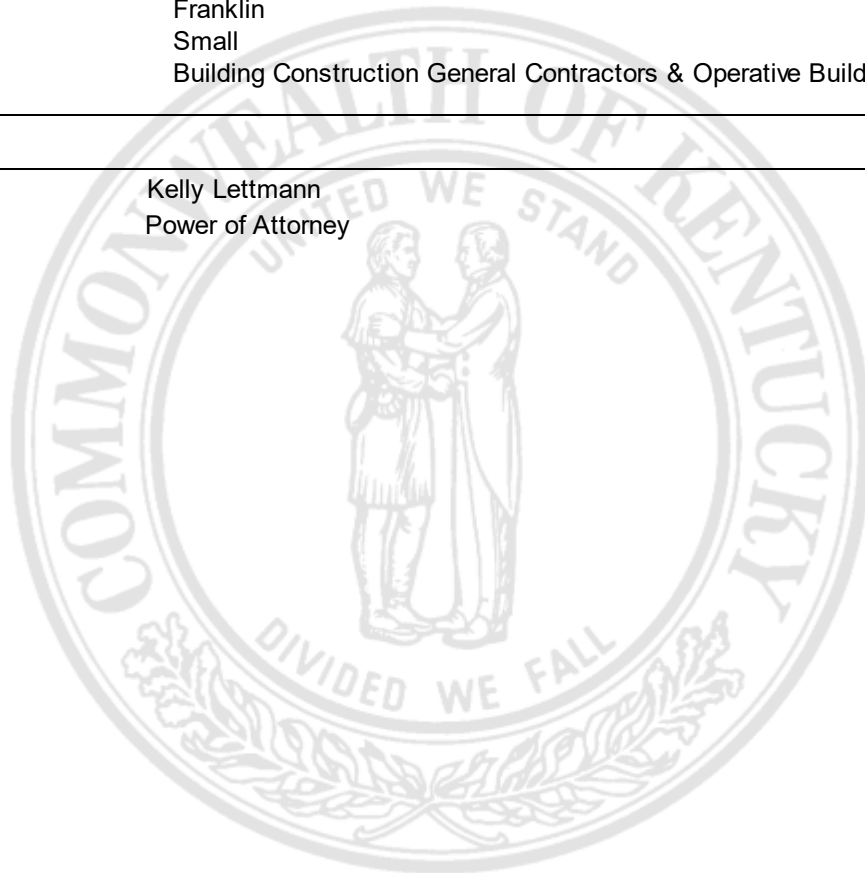 Franklin
Small
Building Construction General Contractors & Operative Build
Kelly Lettmann
Power of Attorney
COMMONWEALTH OF KENTUCKY
UNITED WE STAND
DIVIDED WE FALL